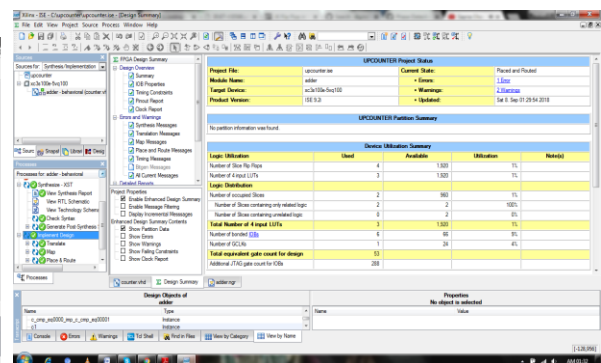 Xilinx - ISE - C:\upcounter\upcounter.ise - [Design Summary]
File Edit View Project Source Process Window Help
Sources
Sources for: Synthesis/Implementation
upcounter
xc3s100e-5vq100
adder - behavioral (counter.vhd
Processes
Processes for: adder - behavioral
Synthesize - XST
View Synthesis Report
View RTL Schematic
View Technology Schematic
Check Syntax
Generate Post-Synthesis
Implement Design
Translate
Map
Place & Route
Processes
FPGA Design Summary
Design Overview
Summary
IOB Properties
Timing Constraints
Pinout Report
Clock Report
Errors and Warnings
Synthesis Messages
Translation Messages
Map Messages
Place and Route Messages
Timing Messages
Bitgen Messages
All Current Messages
Detailed Reports
Project Properties
Enable Enhanced Design Summary
Enable Message Filtering
Display Incremental Messages
Enhanced Design Summary Contents
Show Partition Data
Show Errors
Show Warnings
Show Failing Constraints
Show Clock Report
UPCOUNTER Project Status
Project File: upcounter.ise Current State: Placed and Routed
Module Name: adder • Errors: 1 Error
Target Device: xc3s100e-5vq100 • Warnings: 2 Warnings
Product Version: ISE 9.2i • Updated: Sat 8. Sep 01:29:54 2018
UPCOUNTER Partition Summary
No partition information was found.
Device Utilization Summary
Logic Utilization Used Available Utilization Note(s)
Number of Slice Flip Flops 4 1,920 1%
Number of 4 input LUTs 3 1,920 1%
Logic Distribution
Number of occupied Slices 2 960 1%
Number of Slices containing only related logic 2 2 100%
Number of Slices containing unrelated logic 0 2 0%
Total Number of 4 input LUTs 3 1,920 1%
Number of bonded IOBs 6 66 9%
Number of GCLKs 1 24 4%
Total equivalent gate count for design 53
Additional JTAG gate count for IOBs 288
counter.vhd Design Summary adder.ngr
Design Objects of
adder
Properties
No object is selected
Name Type Name Value
Instance
Instance
Console Errors Warnings Tcl Shell Find in Files View by Category View by Name